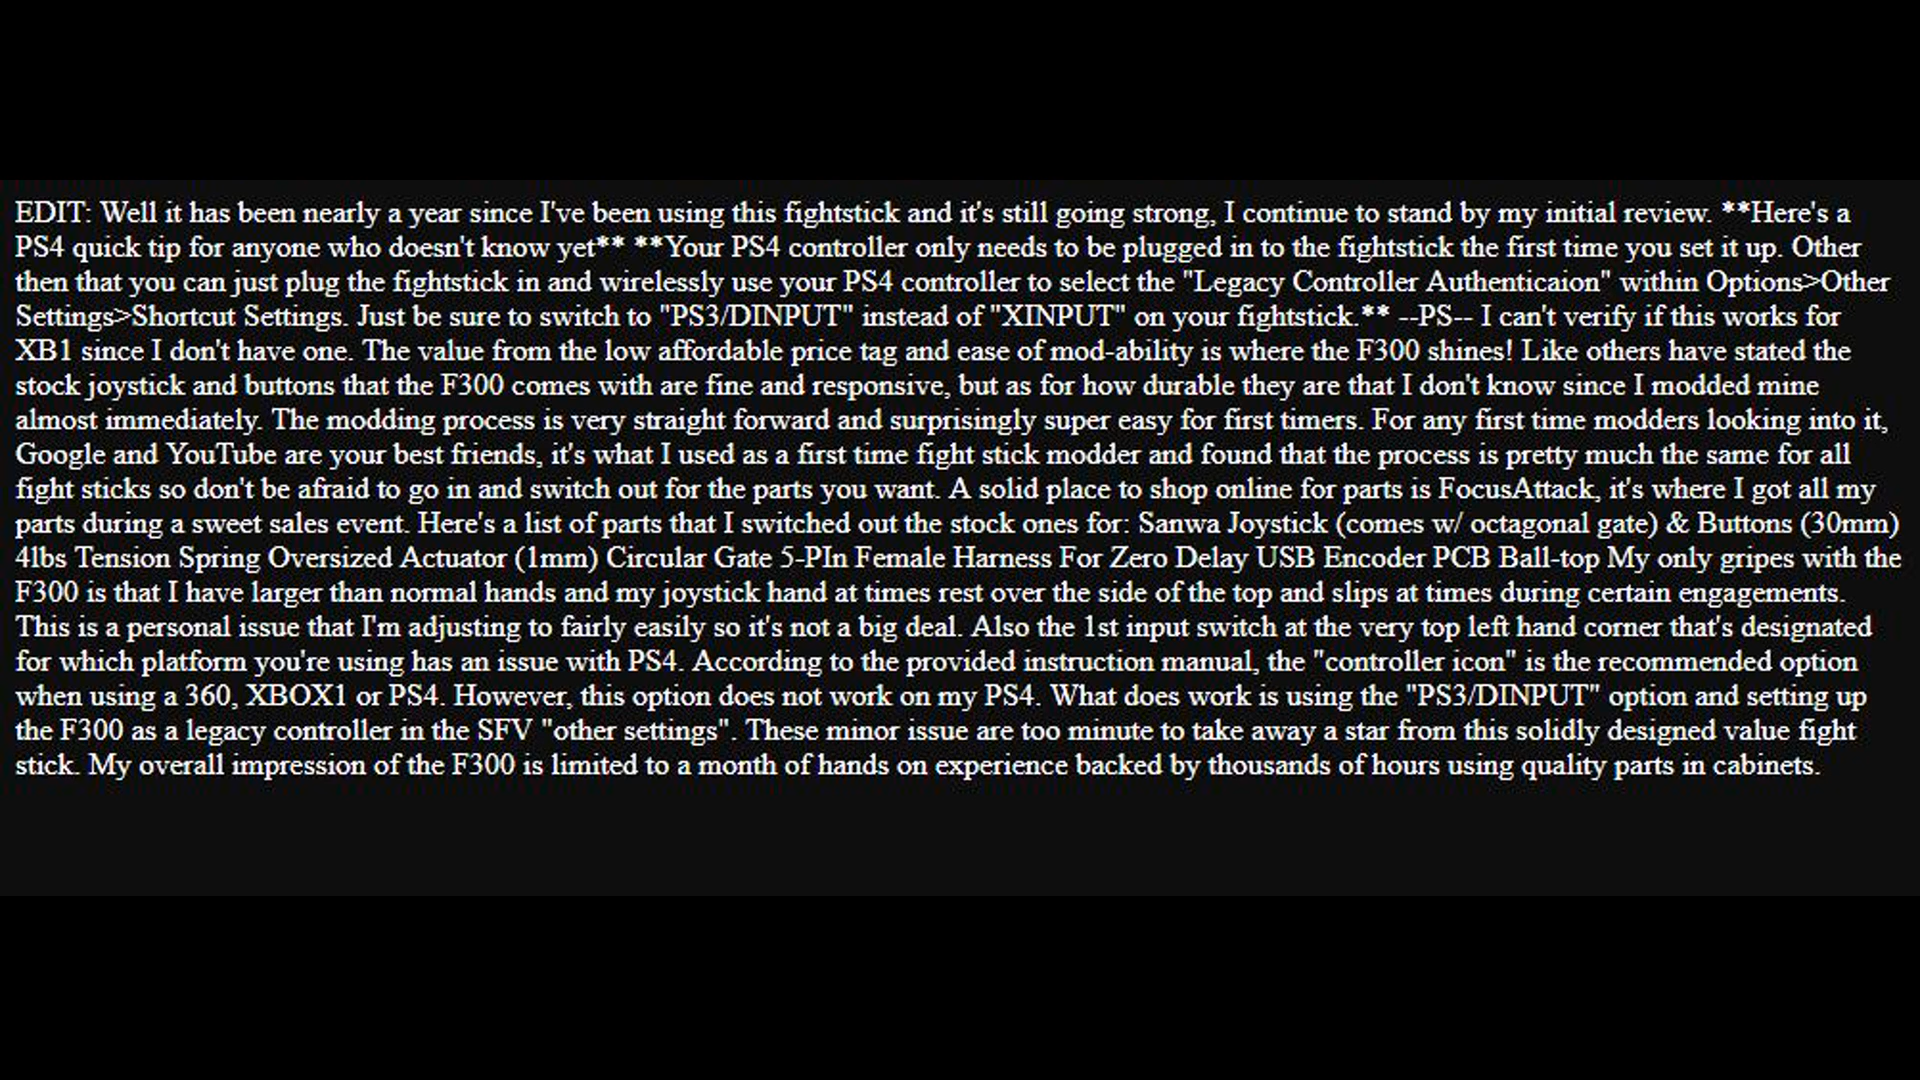 EDIT: Well it has been nearly a year since I've been using this fightstick and it's still going strong, I continue to stand by my initial review. **Here's a
PS4 quick tip for anyone who doesn't know yet** **Your PS4 controller only needs to be plugged in to the fightstick the first time you set it up. Other
then that you can just plug the fightstick in and wirelessly use your PS4 controller to select the "Legacy Controller Authenticaion" within Options>Other
Settings>Shortcut Settings. Just be sure to switch to "PS3/DINPUT" instead of "XINPUT" on your fightstick.** --PS-- I can't verify if this works for
XB1 since I don't have one. The value from the low affordable price tag and ease of mod-ability is where the F300 shines! Like others have stated the
stock joystick and buttons that the F300 comes with are fine and responsive, but as for how durable they are that I don't know since I modded mine
almost immediately. The modding process is very straight forward and surprisingly super easy for first timers. For any first time modders looking into it,
Google and YouTube are your best friends, it's what I used as a first time fight stick modder and found that the process is pretty much the same for all
fight sticks so don't be afraid to go in and switch out for the parts you want. A solid place to shop online for parts is FocusAttack, it's where I got all my
parts during a sweet sales event. Here's a list of parts that I switched out the stock ones for: Sanwa Joystick (comes w/ octagonal gate) & Buttons (30mm)
4lbs Tension Spring Oversized Actuator (1mm) Circular Gate 5-PIn Female Harness For Zero Delay USB Encoder PCB Ball-top My only gripes with the
F300 is that I have larger than normal hands and my joystick hand at times rest over the side of the top and slips at times during certain engagements.
This is a personal issue that I'm adjusting to fairly easily so it's not a big deal. Also the 1st input switch at the very top left hand corner that's designated
for which platform you're using has an issue with PS4. According to the provided instruction manual, the "controller icon" is the recommended option
when using a 360, XBOX1 or PS4. However, this option does not work on my PS4. What does work is using the "PS3/DINPUT" option and setting up
the F300 as a legacy controller in the SFV "other settings". These minor issue are too minute to take away a star from this solidly designed value fight
stick. My overall impression of the F300 is limited to a month of hands on experience backed by thousands of hours using quality parts in cabinets.